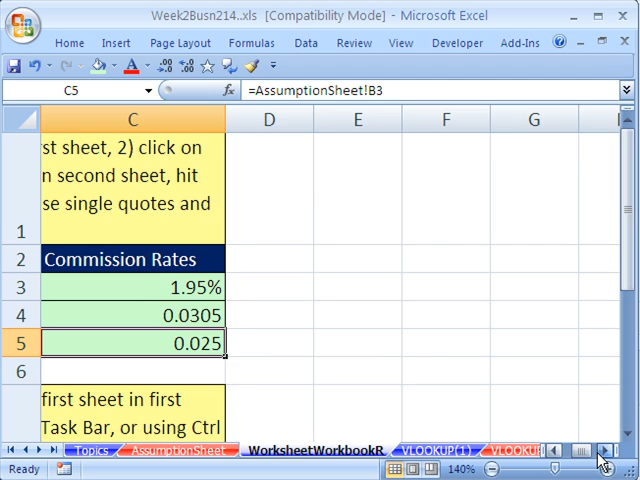 Week2Busn214..xls [Compatibility Mode] - Microsoft Excel
Home Insert Page Layout Formulas Data Review View Developer Add-Ins
C5 fx =AssumptionSheet!B3
C D E F G
rst sheet, 2) click on
n second sheet, hit
se single quotes and
1
2 Commission Rates
3 1.95%
4 0.0305
5 0.025
6
first sheet in first
Task Bar, or using Ctrl
Topics AssumptionSheet WorksheetWorkbookR VLOOKUP(1) VLOOKUP
Ready 140%